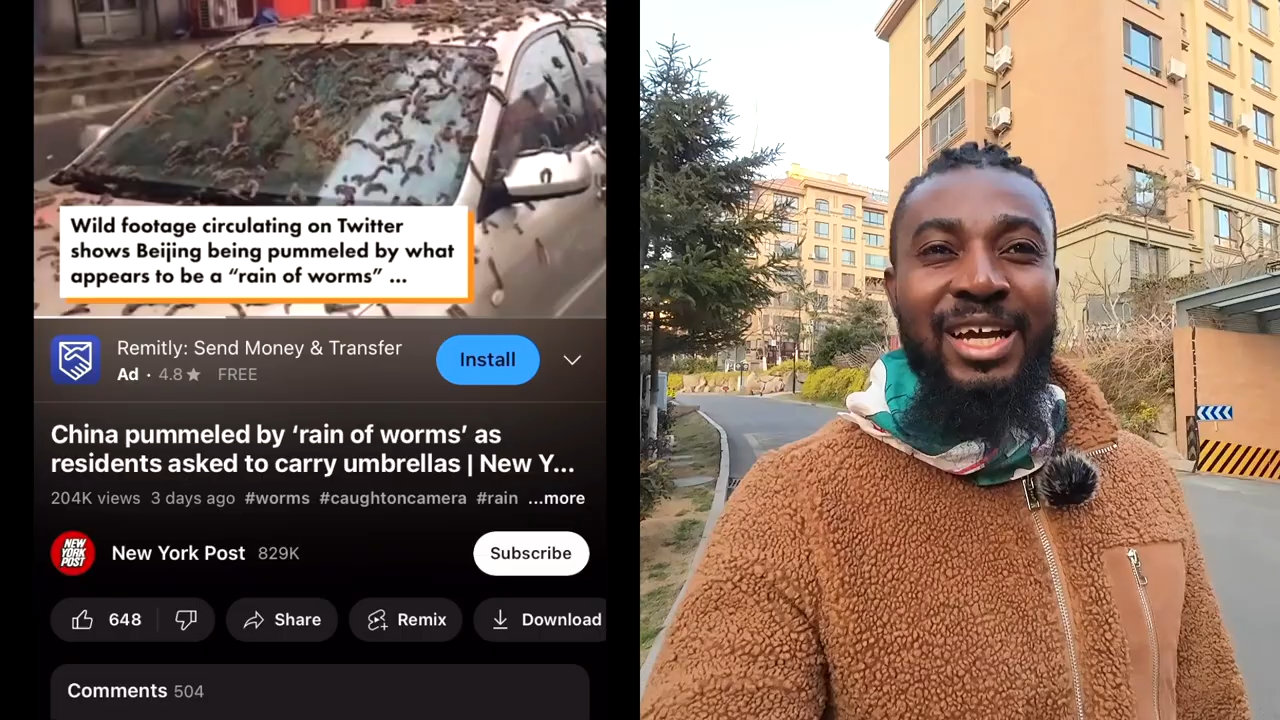 Wild footage circulating on Twitter
shows Beijing being pummeled by what
appears to be a “rain of worms” ...
Remitly: Send Money & Transfer
Ad · 4.8★ FREE
Install
China pummeled by ‘rain of worms’ as
residents asked to carry umbrellas | New Y...
204K views 3 days ago #worms #caughtoncamera #rain ...more
NEW
YORK
POST
New York Post 829K
Subscribe
648
Share
Remix
Download
Comments 504